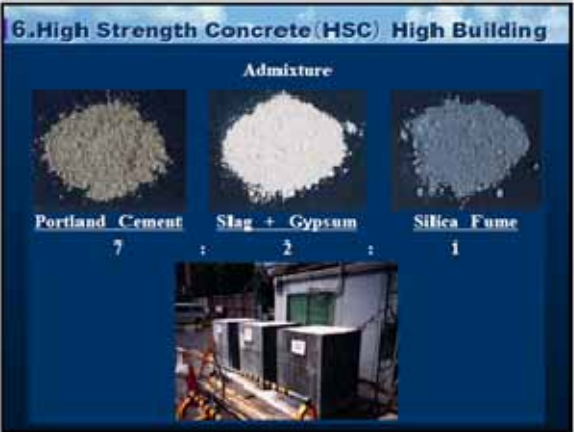 6.High Strength Concrete(HSC) High Building
Admixture
Portland Cement Slag + Gypsum Silica Fume
7 : 2 : 1